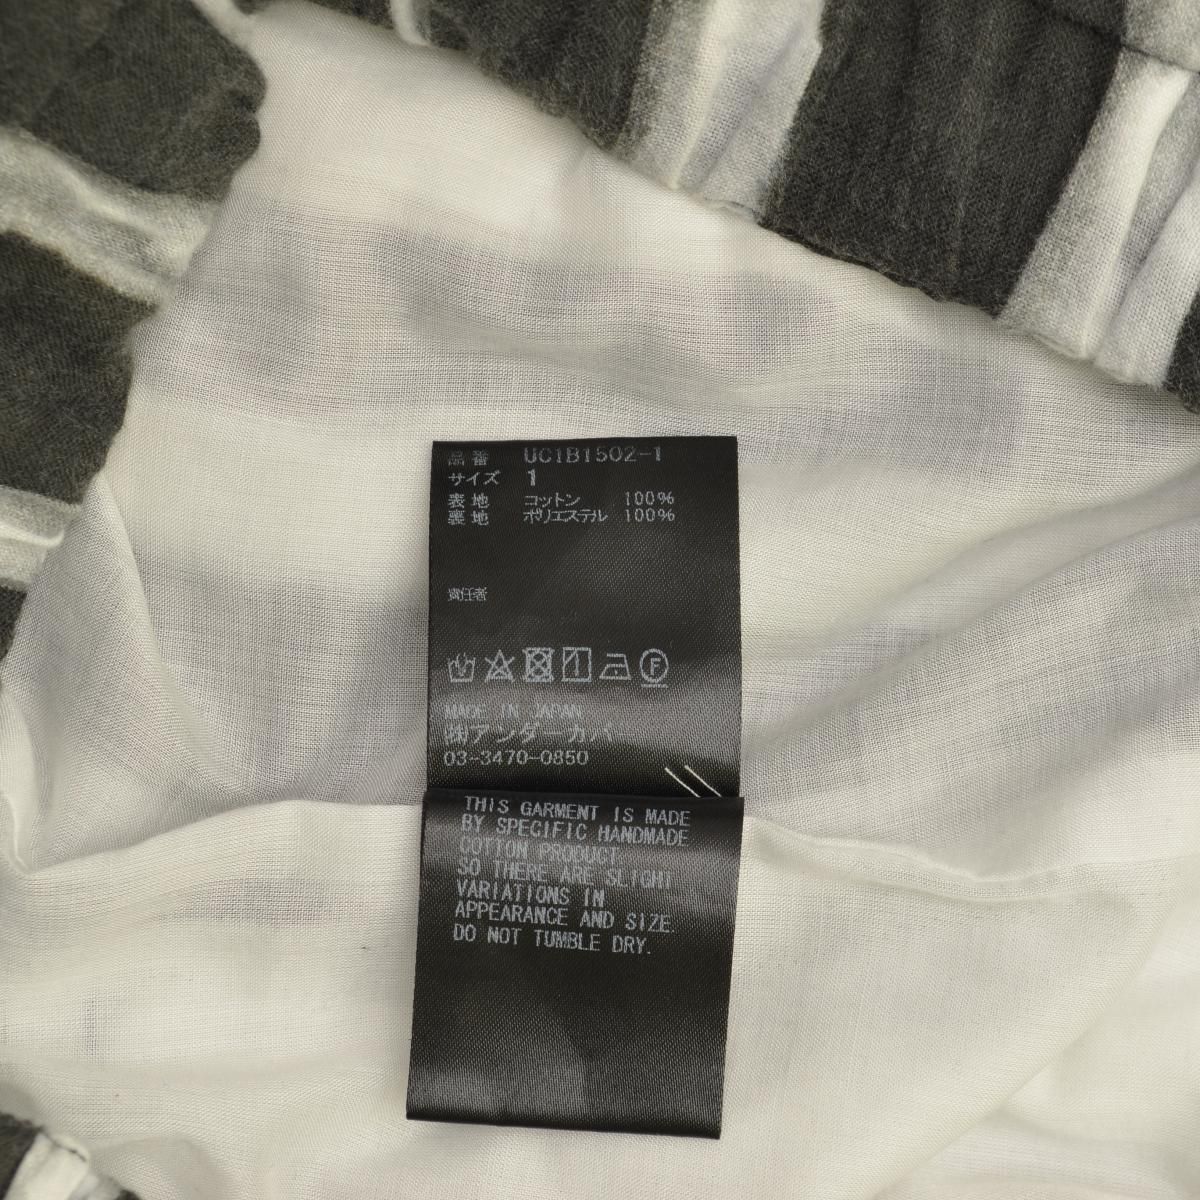 品番 UC1B1502-1
サイズ 1
表地 コットン 100%
裏地 ポリエステル 100%
責任者
F
MADE IN JAPAN
(株)アンダーカバー
03-3470-0850
THIS GARMENT IS MADE
BY SPECIFIC HANDMADE
COTTON PRODUCT.
SO THERE ARE SLIGHT
VARIATIONS IN
APPEARANCE AND SIZE.
DO NOT TUMBLE DRY.